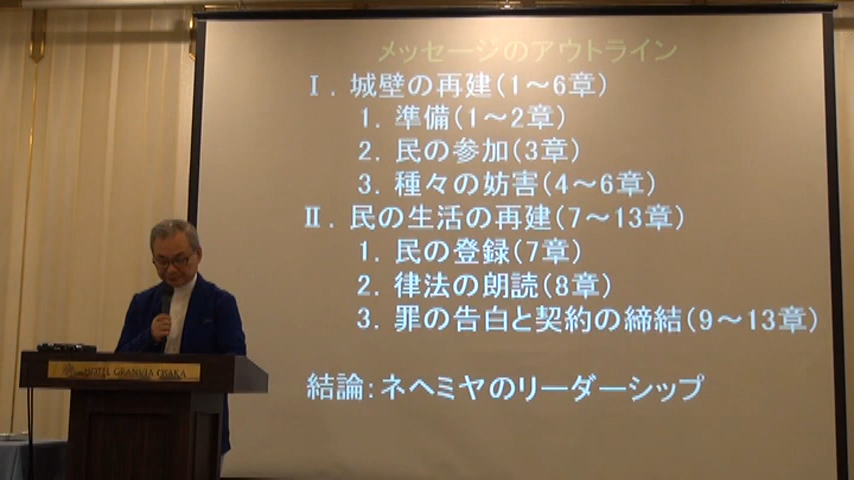 メッセージのアウトライン
Ⅰ. 城壁の再建(1～6章)
1. 準備(1～2章)
2. 民の参加(3章)
3. 種々の妨害(4～6章)
Ⅱ. 民の生活の再建(7～13章)
1. 民の登録(7章)
2. 律法の朗読(8章)
3. 罪の告白と契約の締結(9～13章)
結論:ネヘミヤのリーダーシップ
HOTEL GRANVIA OSAKA